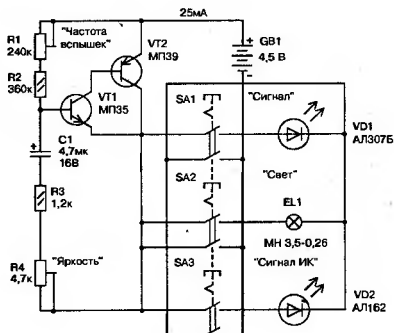 25мА
R1
240к
"Частота
вспышек"
VT2
МП39
GB1
4,5 В
R2
360к
VT1
МП35
SA1
"Сигнал"
C1
4,7мк
16В
VD1
АЛ307Б
SA2
"Свет"
R3
1,2к
EL1
МН 3,5-0,26
R4
4,7к
"Яркость"
SA3
"Сигнал ИК"
VD2
АЛ162